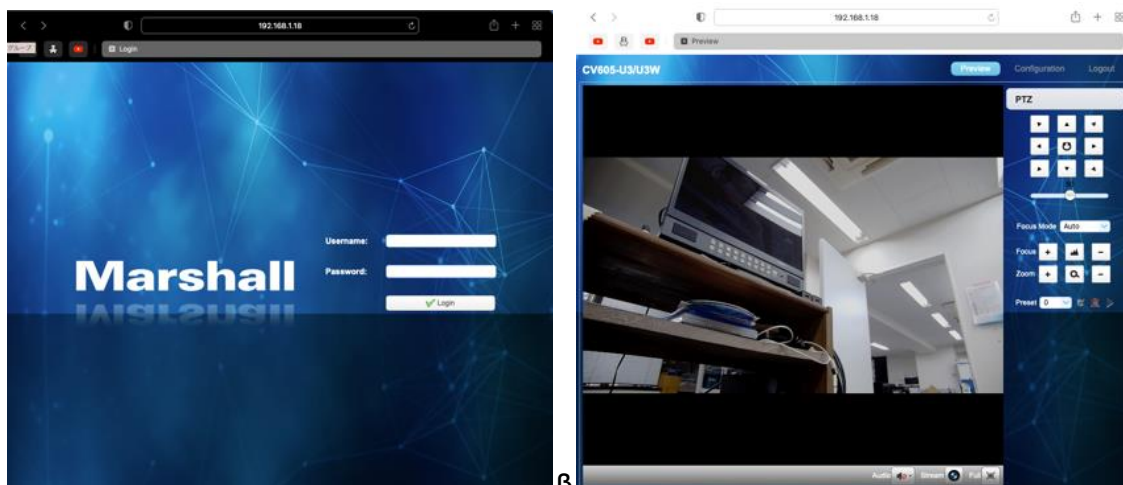 192.168.1.18
グループ
Login
Username:
Marshall
Password:
Login
β
192.168.1.18
Preview
CV605-U3/U3W
Preview Configuration Logout
PTZ
Focus Mode Auto
Focus + -
Zoom + -
Preset 0
Audio Stream Full